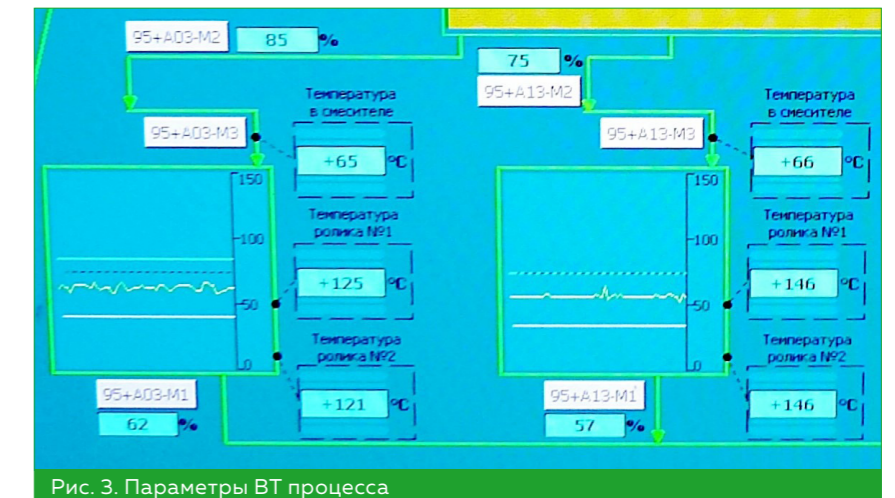 95+A03-M2
85 %
75 %
95+A13-M2
Температура
в смесителе
95+A03-M3
+65 °C
150
100
50
0
Температура
ролика №1
+125 °C
Температура
ролика №2
+121 °C
95+A03-M1
62 %
Температура
в смесителе
95+A13-M3
+66 °C
150
100
50
0
Температура
ролика №1
+146 °C
Температура
ролика №2
+146 °C
95+A13-M1
57 %
Рис. 3. Параметры ВТ процесса